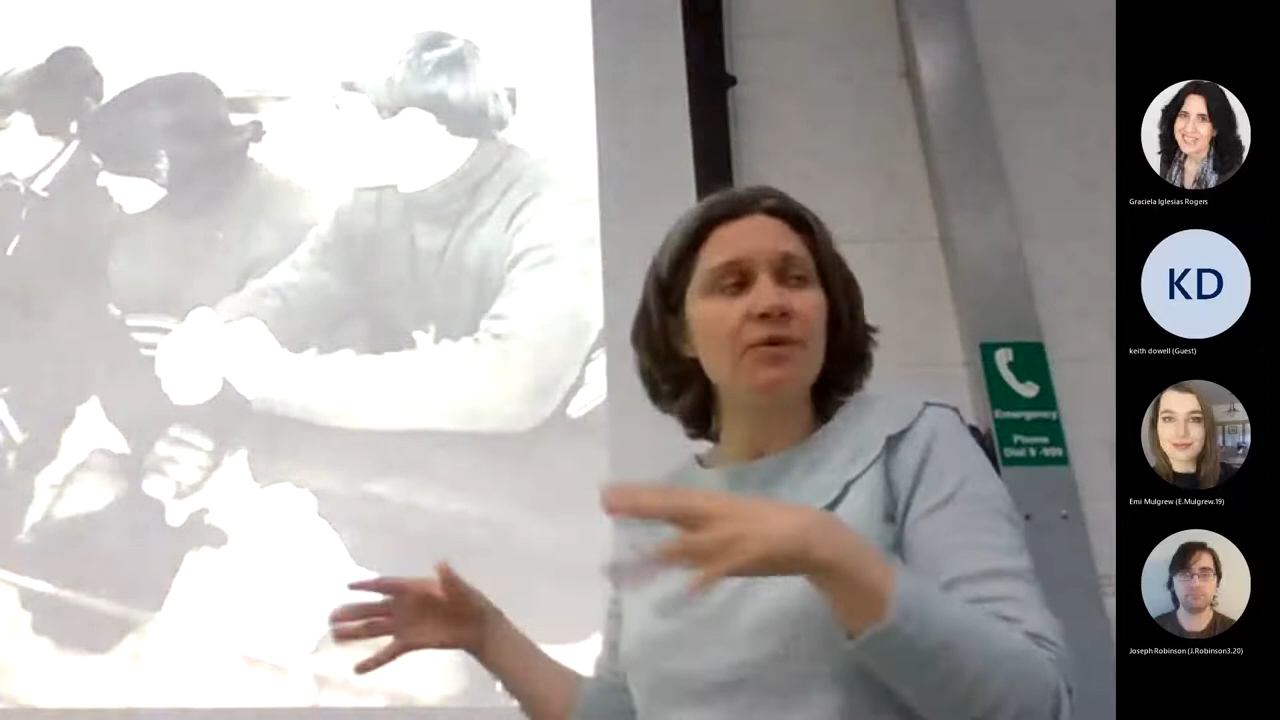 Emergency
Phone
Dial 9-999
Graciela Iglesias Rogers
KD
keith dowell (Guest)
Emi Mulgrew (E.Mulgrew.19)
Joseph Robinson (J.Robinson3.20)